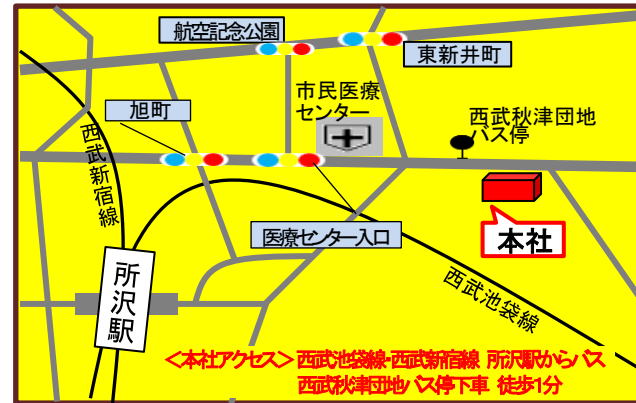 航空記念公園
東新井町
市民医療
センター
旭町
西武秋津団地
バス停
西武新宿線
本社
医療センター入口
所沢駅
西武池袋線
＜本社アクセス＞ 西武池袋線・西武新宿線 所沢駅からバス
西武秋津団地バス停下車 徒歩1分